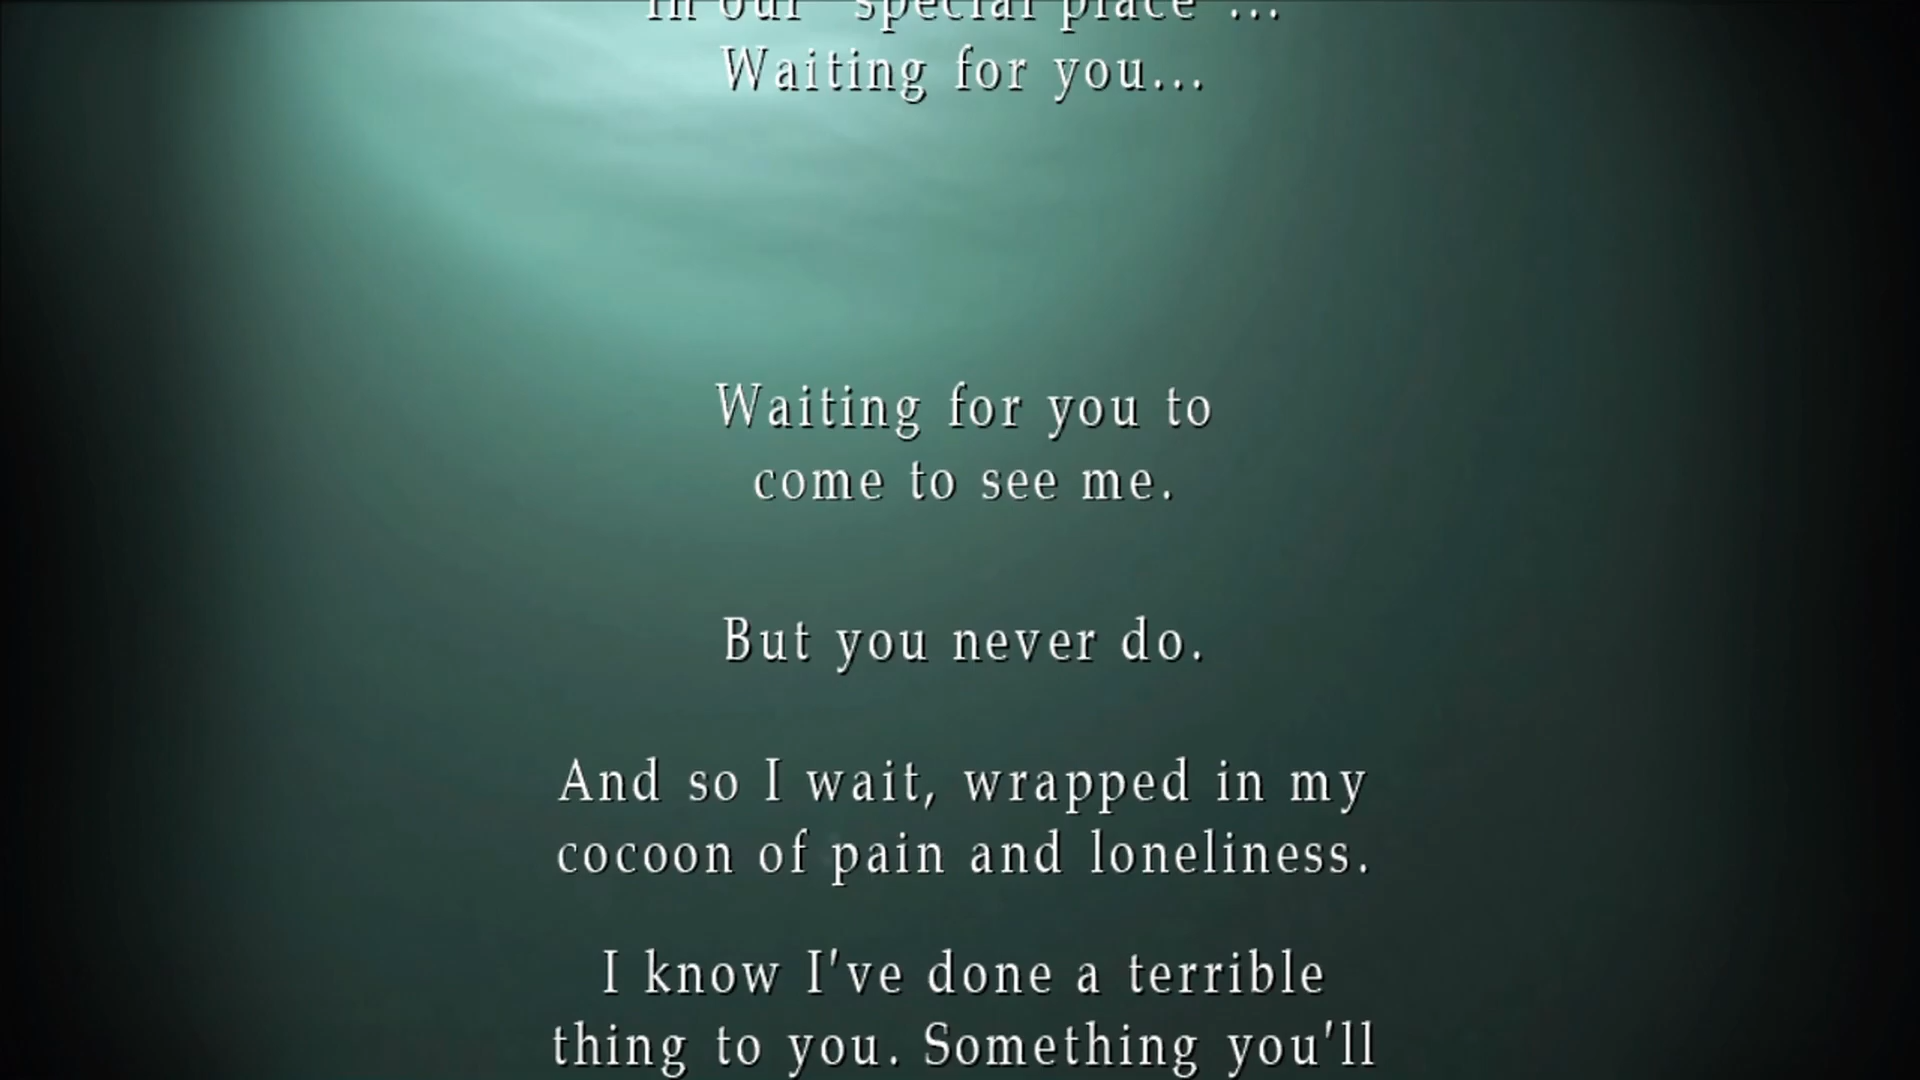 In our "special place"...
Waiting for you...
Waiting for you to
come to see me.
But you never do.
And so I wait, wrapped in my
cocoon of pain and loneliness.
I know I've done a terrible
thing to you. Something you'll